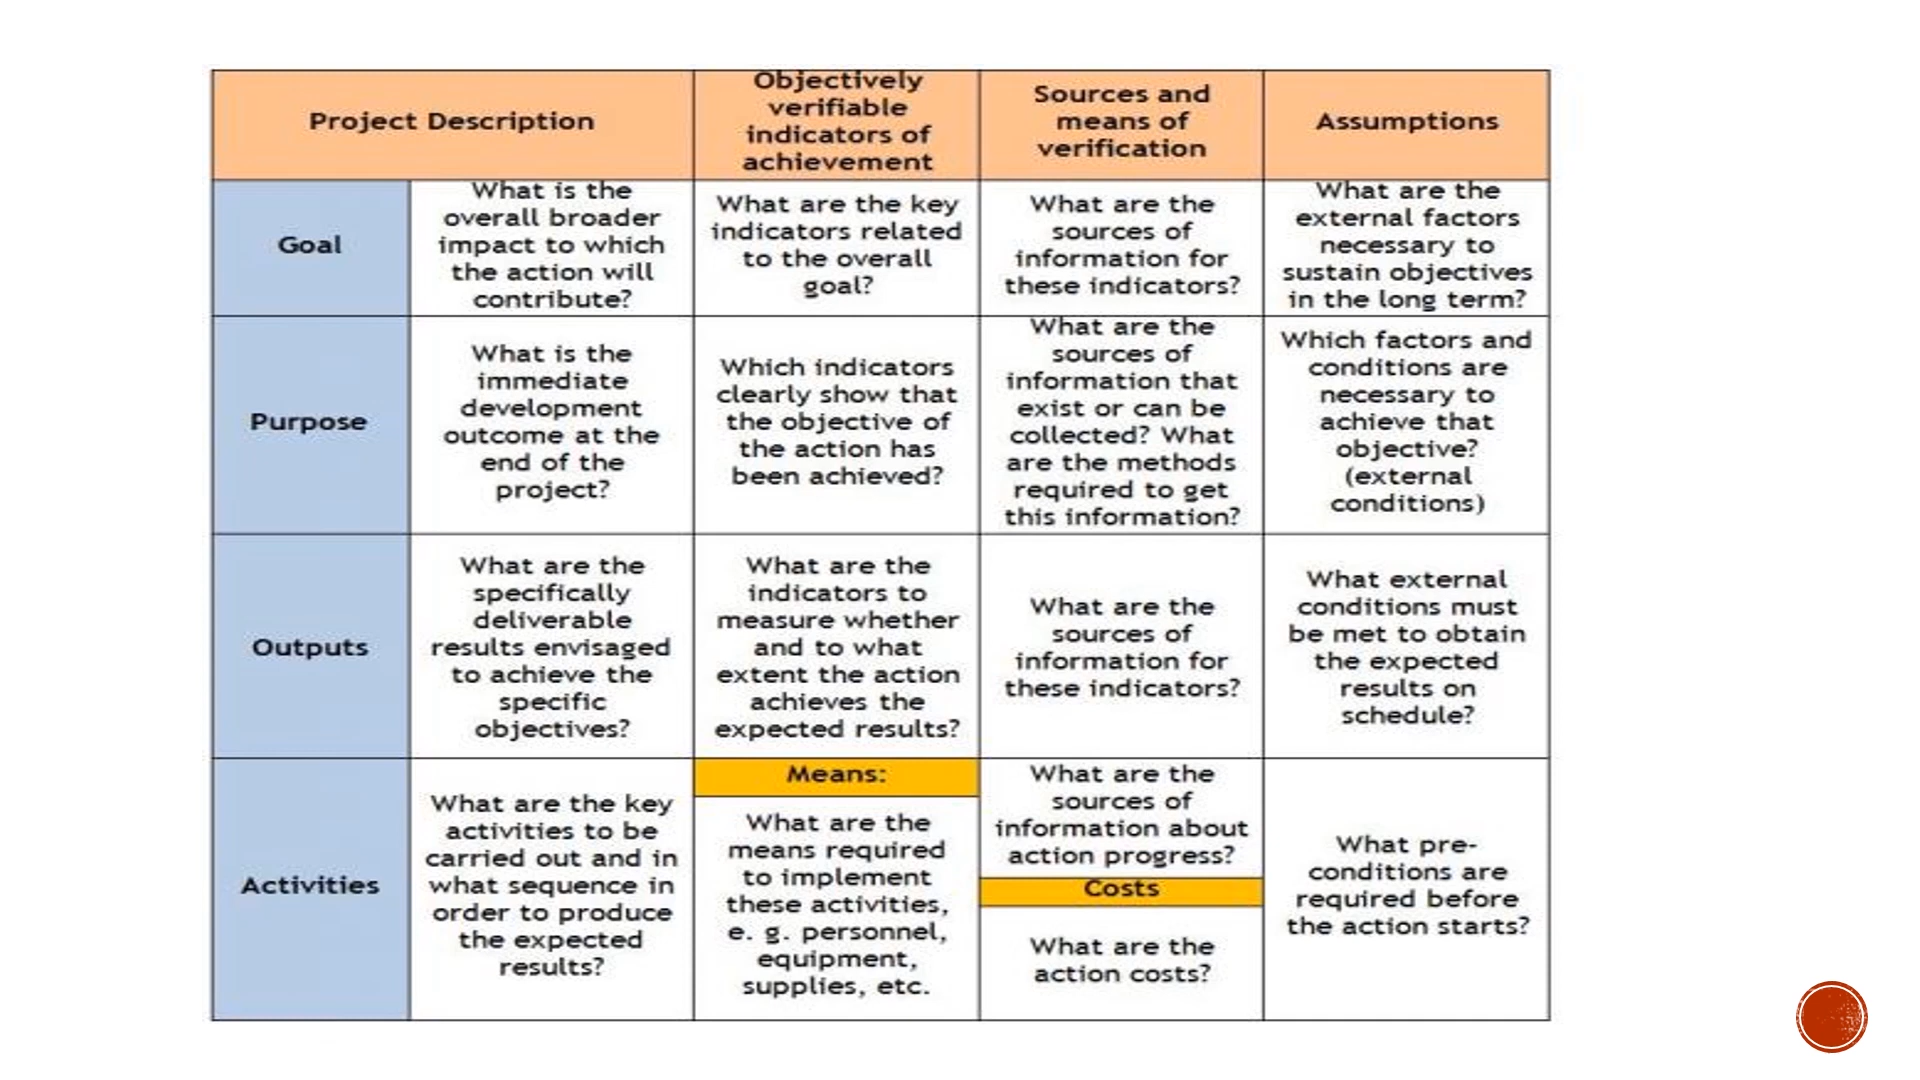 Project Description
Objectively
verifiable
indicators of
achievement
Sources and
means of
verification
Assumptions
Goal
What is the
overall broader
impact to which
the action will
contribute?
What are the key
indicators related
to the overall
goal?
What are the
sources of
information for
these indicators?
What are the
external factors
necessary to
sustain objectives
in the long term?
Purpose
What is the
immediate
development
outcome at the
end of the
project?
Which indicators
clearly show that
the objective of
the action has
been achieved?
What are the
sources of
information that
exist or can be
collected? What
are the methods
required to get
this information?
Which factors and
conditions are
necessary to
achieve that
objective?
(external
conditions)
Outputs
What are the
specifically
deliverable
results envisaged
to achieve the
specific
objectives?
What are the
indicators to
measure whether
and to what
extent the action
achieves the
expected results?
What are the
sources of
information for
these indicators?
What external
conditions must
be met to obtain
the expected
results on
schedule?
Activities
What are the key
activities to be
carried out and in
what sequence in
order to produce
the expected
results?
Means:
What are the
means required
to implement
these activities,
e. g. personnel,
equipment,
supplies, etc.
What are the
sources of
information about
action progress?
Costs
What are the
action costs?
What pre-
conditions are
required before
the action starts?